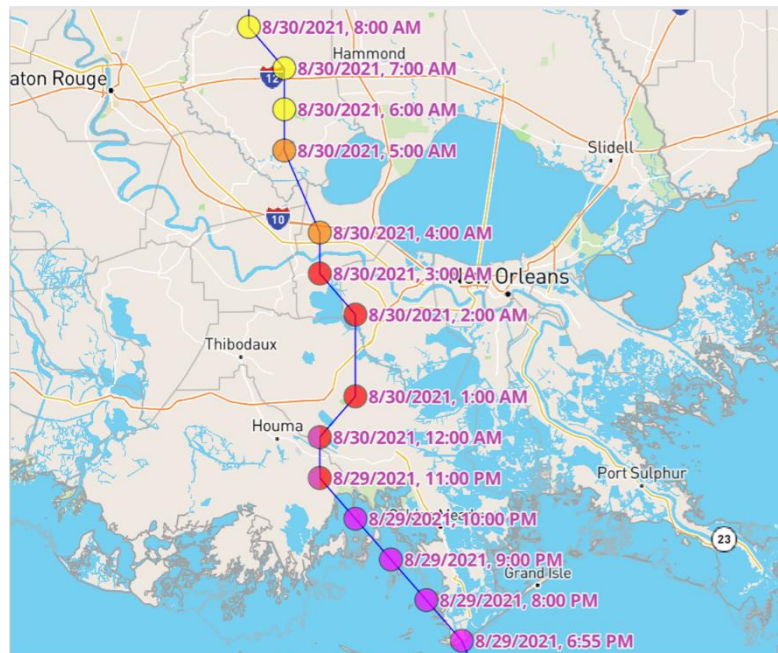 8/30/2021, 8:00 AM
Hammond
aton Rouge
12
8/30/2021, 7:00 AM
8/30/2021, 6:00 AM
Slidell
8/30/2021, 5:00 AM
10
8/30/2021, 4:00 AM
8/30/2021, 3:00 AM
New Orleans
8/30/2021, 2:00 AM
Thibodaux
8/30/2021, 1:00 AM
Houma
8/30/2021, 12:00 AM
Port Sulphur
8/29/2021, 11:00 PM
8/29/2021, 10:00 PM
23
8/29/2021, 9:00 PM
Grand Isle
8/29/2021, 8:00 PM
8/29/2021, 6:55 PM